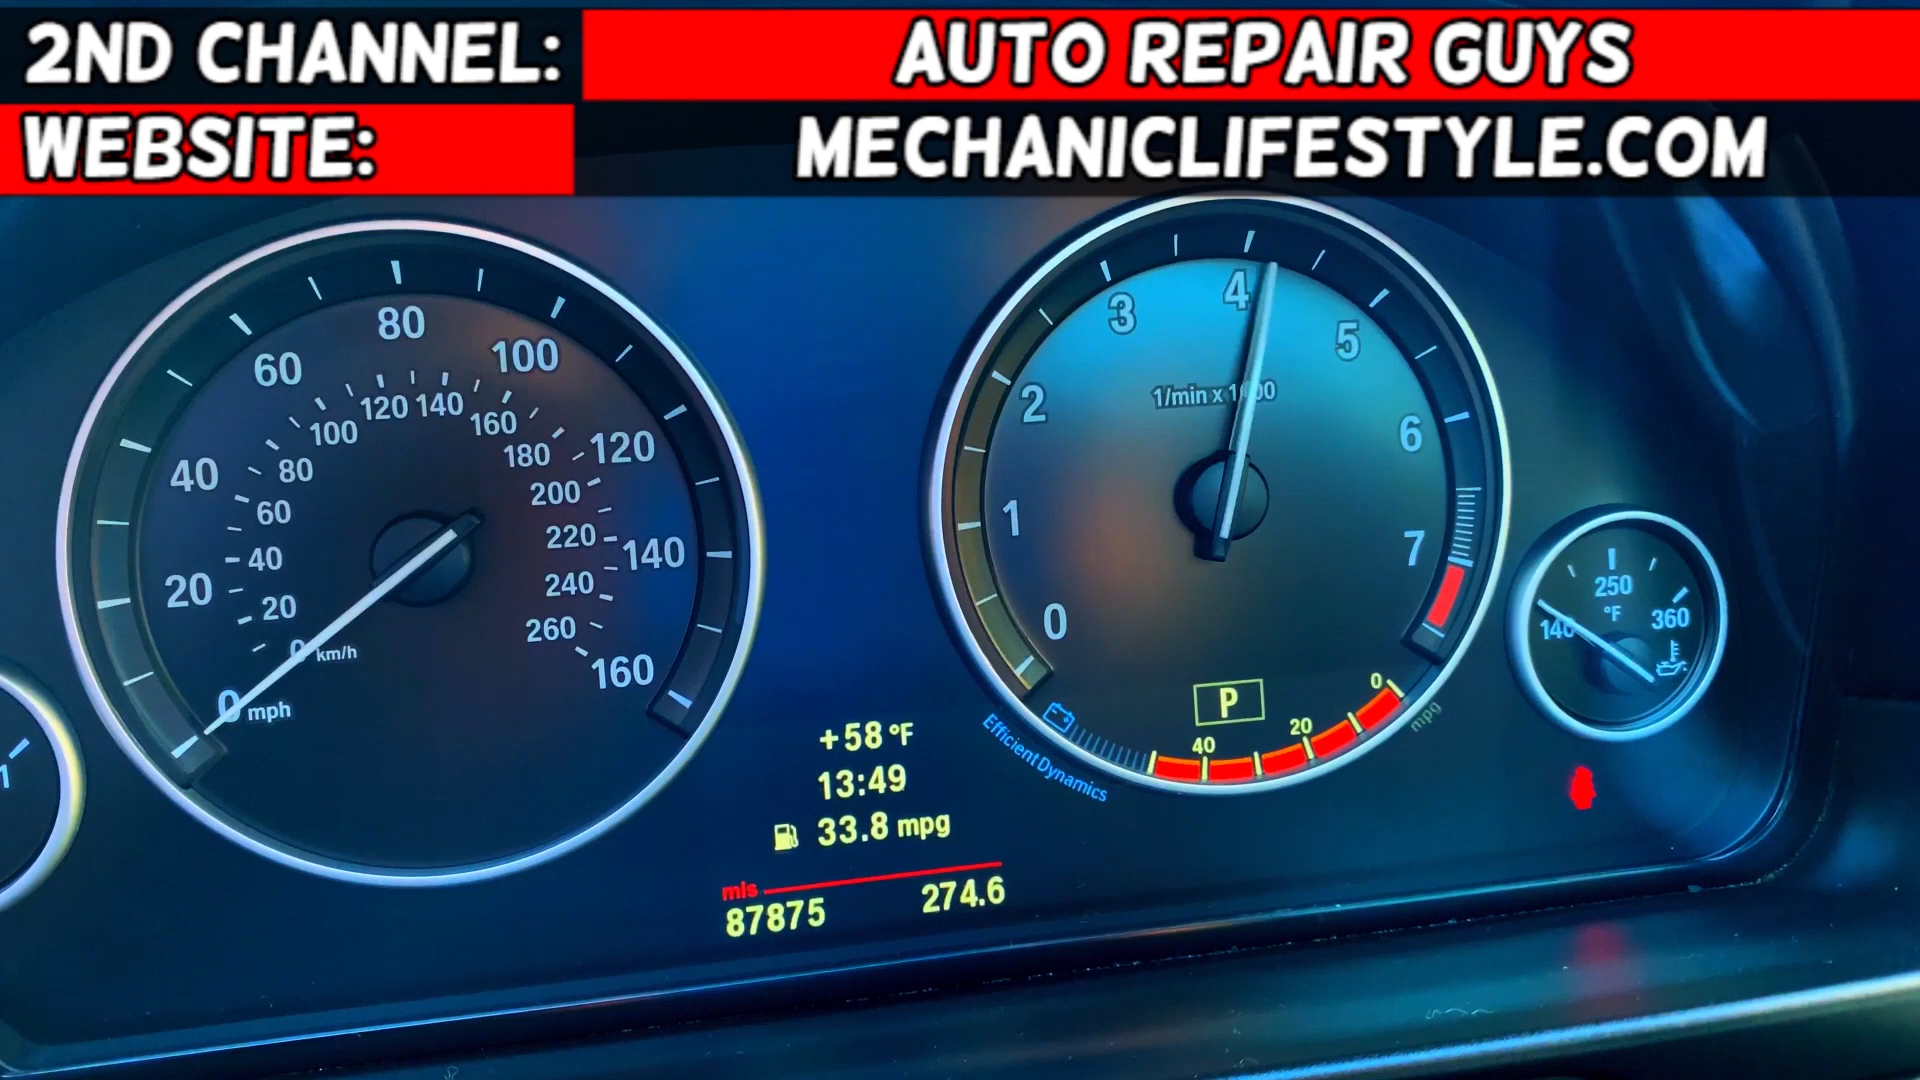 2ND CHANNEL: AUTO REPAIR GUYS
WEBSITE: MECHANICLIFESTYLE.COM
0 20 40 60 80 100 120 140 160
mph
0 20 40 60 80 100 120 140 160 180 200 220 240 260
km/h
0 1 2 3 4 5 6 7
1/min x 1000
P
40 20 0
mpg
EfficientDynamics
140 250 360
°F
1
+58 °F
13:49
33.8 mpg
mls
87875 274.6